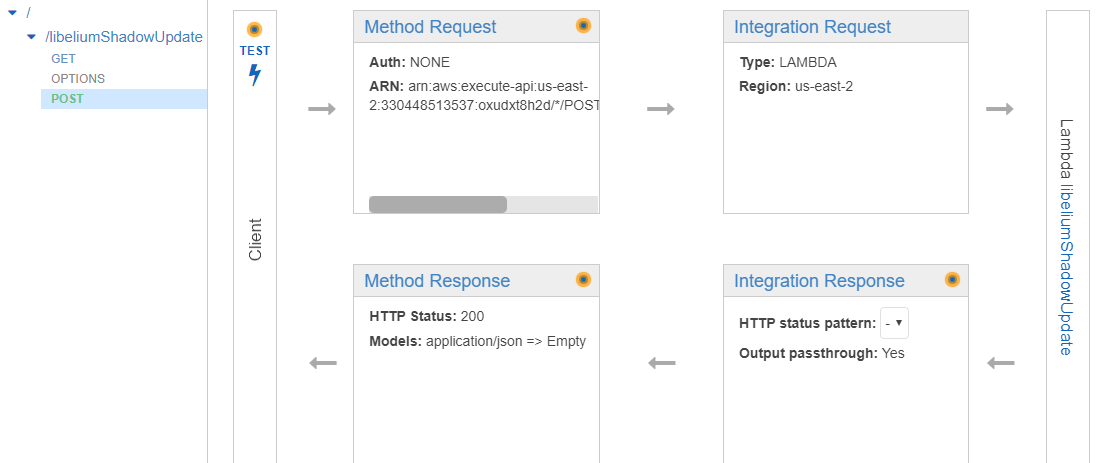 /
/libeliumShadowUpdate
GET
OPTIONS
POST
TEST
Client
Method Request
Auth: NONE
ARN: arn:aws:execute-api:us-east-
2:330448513537:oxudxt8h2d/*/POST
Integration Request
Type: LAMBDA
Region: us-east-2
Lambda libeliumShadowUpdate
Method Response
HTTP Status: 200
Models: application/json => Empty
Integration Response
HTTP status pattern: -
Output passthrough: Yes